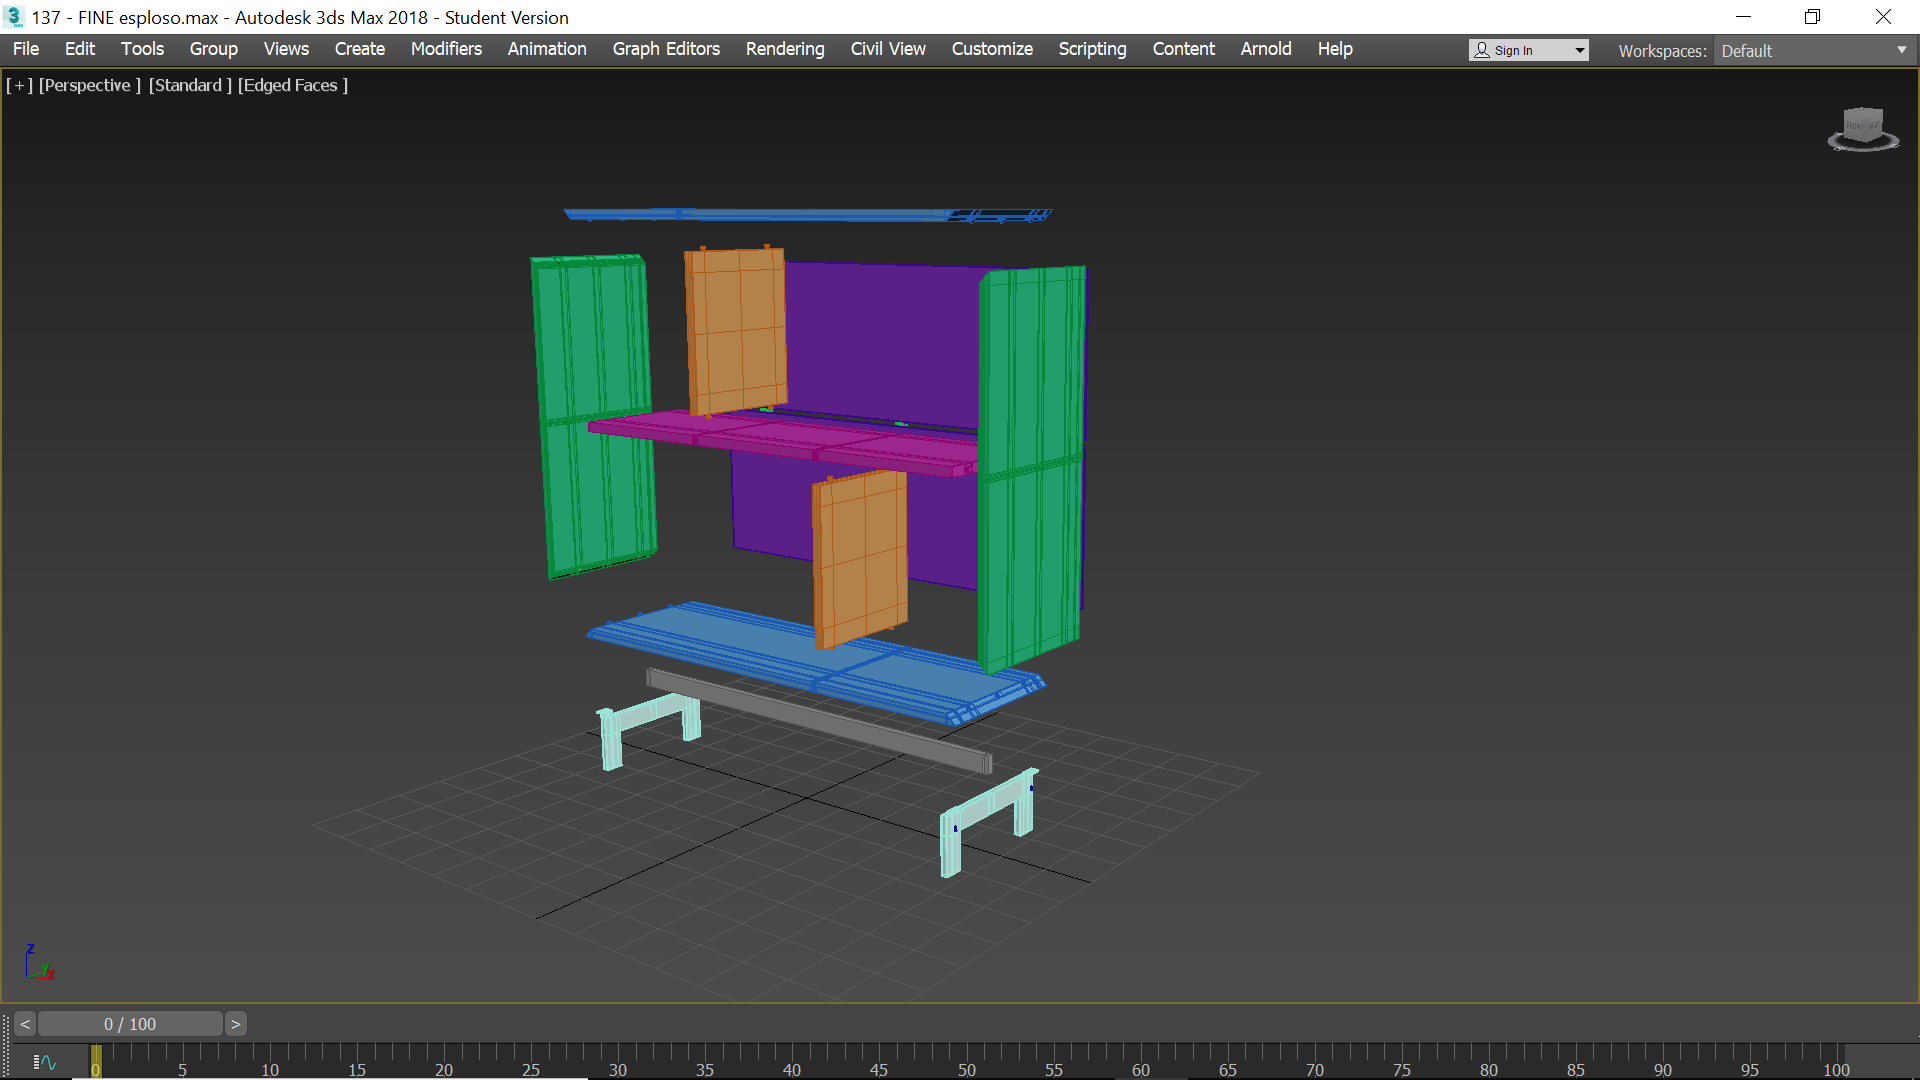 137 - FINE esploso.max - Autodesk 3ds Max 2018 - Student Version
File Edit Tools Group Views Create Modifiers Animation Graph Editors Rendering Civil View Customize Scripting Content Arnold Help Sign In Workspaces: Default
[+] [Perspective ] [Standard ] [Edged Faces ]
z
y
x
< 0 / 100 >
0 5 10 15 20 25 30 35 40 45 50 55 60 65 70 75 80 85 90 95 100